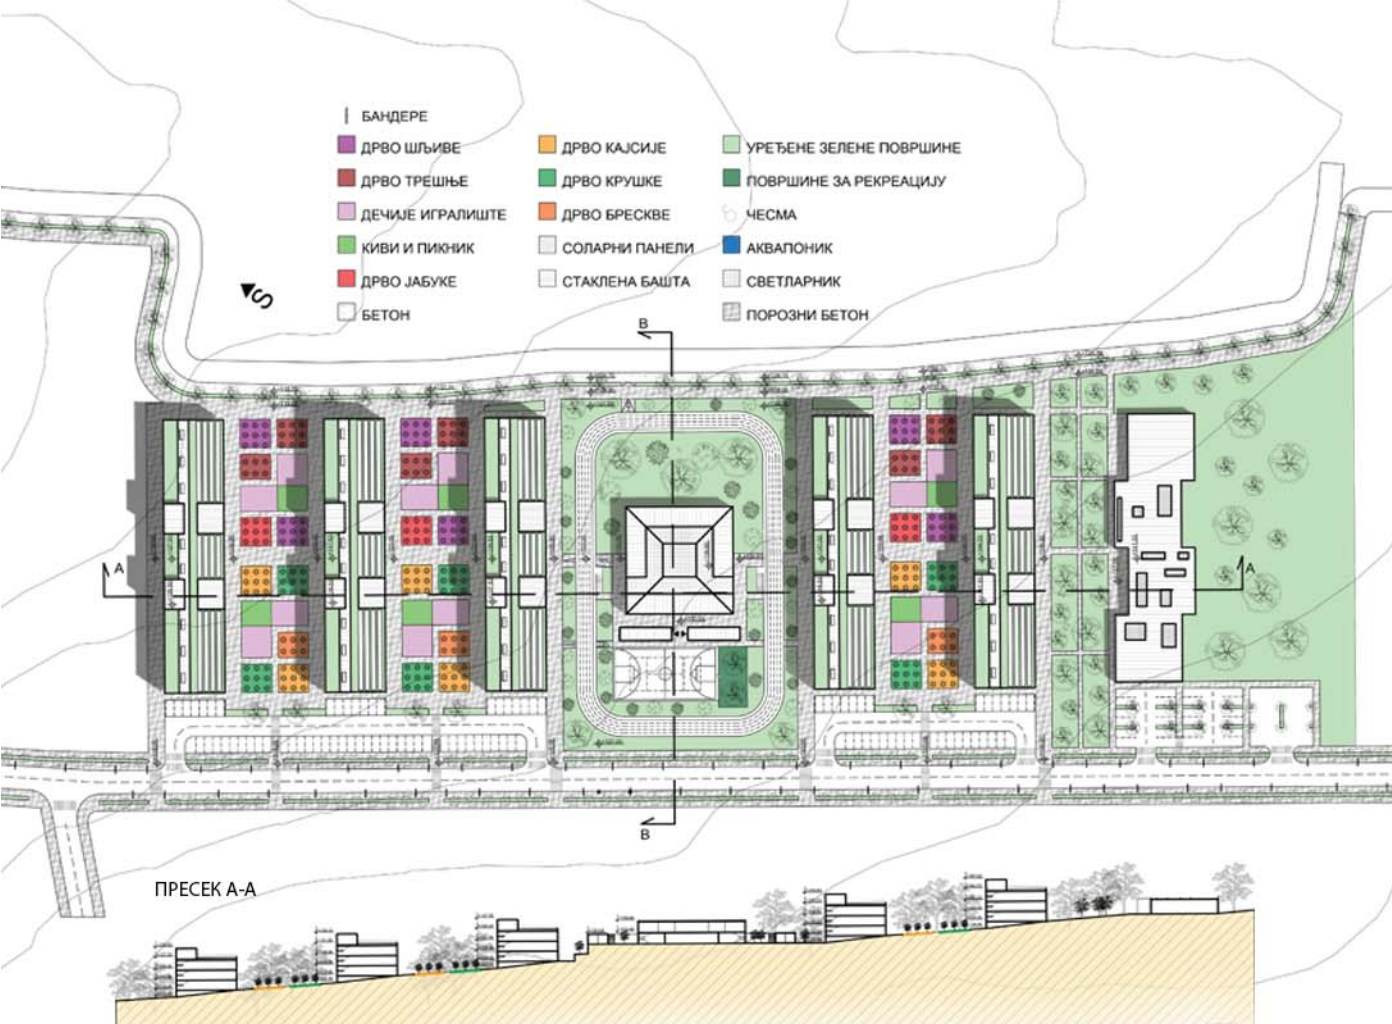 БАНДЕРЕ
ДРВО ШЉИВЕ
ДРВО ТРЕШЊЕ
ДЕЧИЈЕ ИГРАЛИШТЕ
КИВИ И ПИКНИК
ДРВО ЈАБУКЕ
БЕТОН
ДРВО КАЈСИЈЕ
ДРВО КРУШКЕ
ДРВО БРЕСКВЕ
СОЛАРНИ ПАНЕЛИ
СТАКЛЕНА БАШТА
УРЕЂЕНЕ ЗЕЛЕНЕ ПОВРШИНЕ
ПОВРШИНЕ ЗА РЕКРЕАЦИЈУ
ЧЕСМА
АКВАПОНИК
СВЕТЛАРНИК
ПОРОЗНИ БЕТОН
S
B
A
A
B
ПРЕСЕК А-А